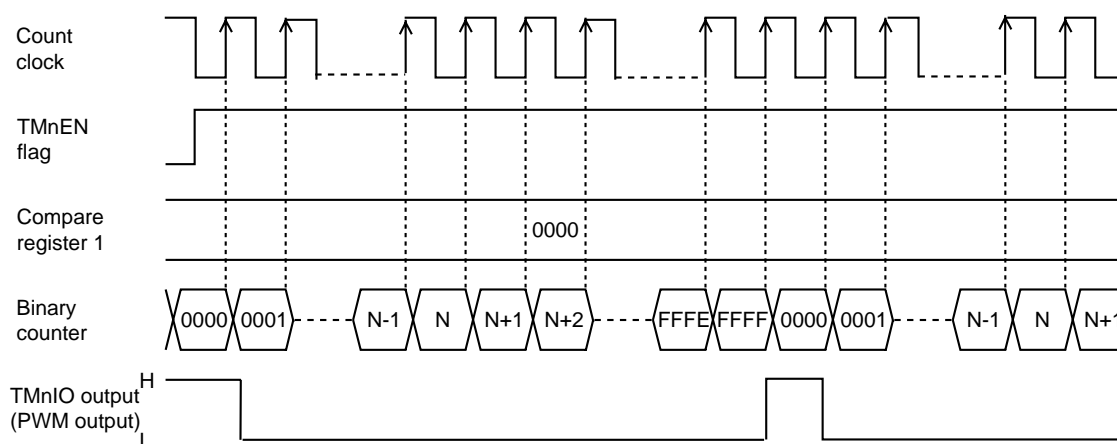 Count
clock
TMnEN
flag
Compare
register 1
0000
Binary
counter
0000 0001 N-1 N N+1 N+2 FFFE FFFF 0000 0001 N-1 N N+1
TMnIO output
(PWM output)
H
L